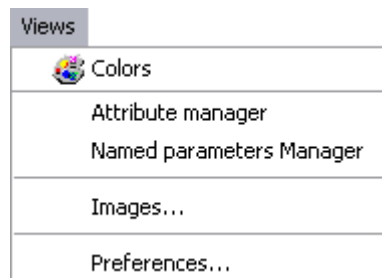 Views
Colors
Attribute manager
Named parameters Manager
Images...
Preferences...